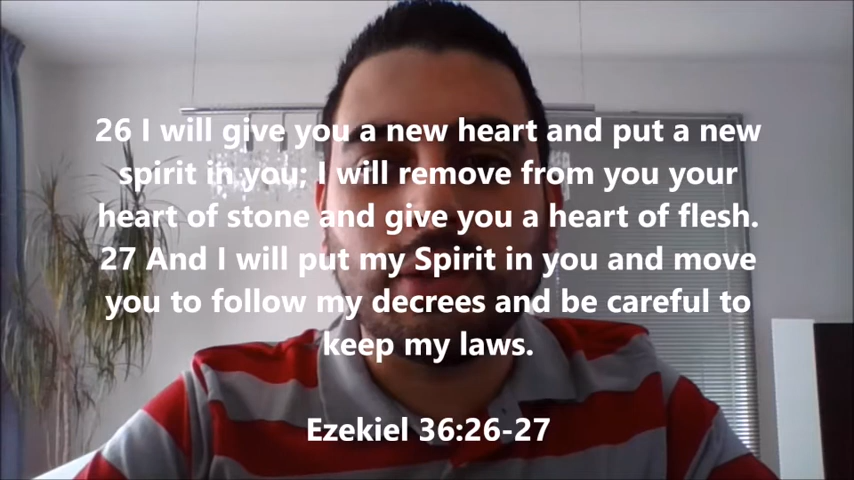 26 I will give you a new heart and put a new
spirit in you; I will remove from you your
heart of stone and give you a heart of flesh.
27 And I will put my Spirit in you and move
you to follow my decrees and be careful to
keep my laws.
Ezekiel 36:26-27